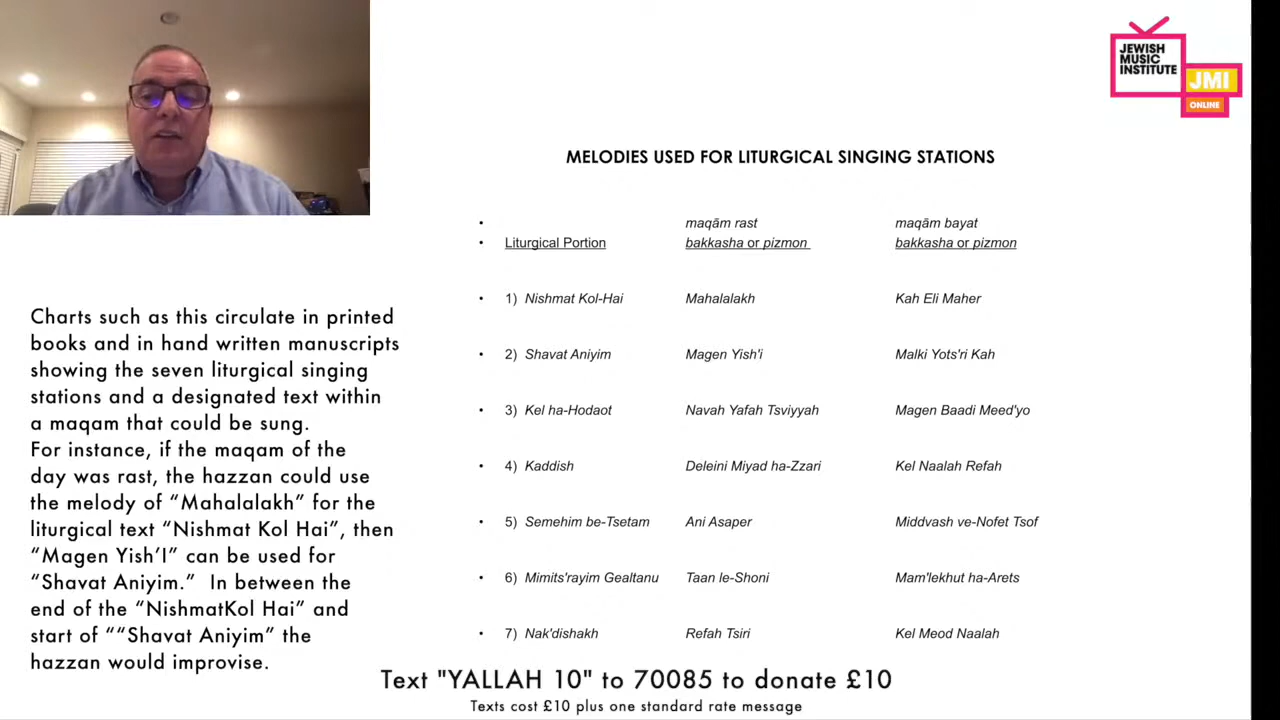 JEWISH
MUSIC
INSTITUTE
JMI
ONLINE
MELODIES USED FOR LITURGICAL SINGING STATIONS
• maqām rast maqām bayat
• Liturgical Portion bakkasha or pizmon bakkasha or pizmon
• 1) Nishmat Kol-Hai Mahalalakh Kah Eli Maher
• 2) Shavat Aniyim Magen Yish'i Malki Yots'ri Kah
• 3) Kel ha-Hodaot Navah Yafah Tsviyyah Magen Baadi Meed'yo
• 4) Kaddish Deleini Miyad ha-Zzari Kel Naalah Refah
• 5) Semehim be-Tsetam Ani Asaper Middvash ve-Nofet Tsof
• 6) Mimits'rayim Gealtanu Taan le-Shoni Mam'lekhut ha-Arets
• 7) Nak'dishakh Refah Tsiri Kel Meod Naalah
Charts such as this circulate in printed
books and in hand written manuscripts
showing the seven liturgical singing
stations and a designated text within
a maqam that could be sung.
For instance, if the maqam of the
day was rast, the hazzan could use
the melody of “Mahalalakh” for the
liturgical text “Nishmat Kol Hai”, then
“Magen Yish’I” can be used for
“Shavat Aniyim.” In between the
end of the “NishmatKol Hai” and
start of ““Shavat Aniyim” the
hazzan would improvise.
Text "YALLAH 10" to 70085 to donate £10
Texts cost £10 plus one standard rate message